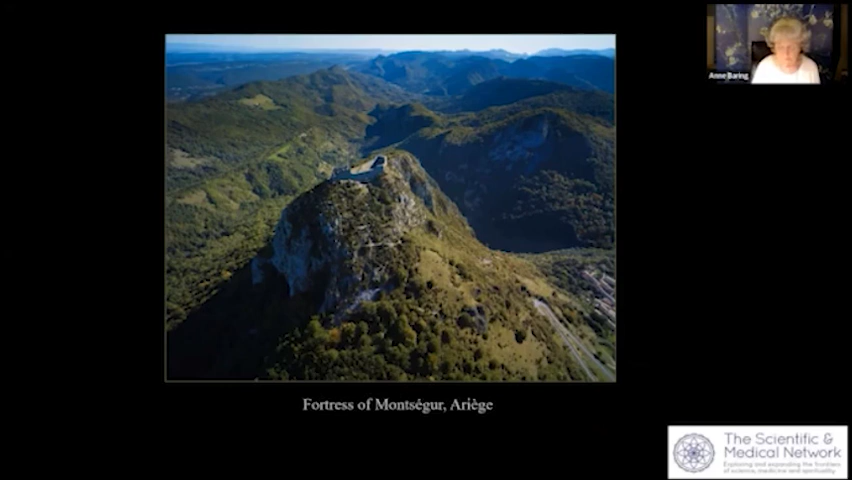 Anne Baring
Fortress of Montségur, Ariège
The Scientific &
Medical Network
Exploring and expanding the frontiers
of science, medicine and spirituality